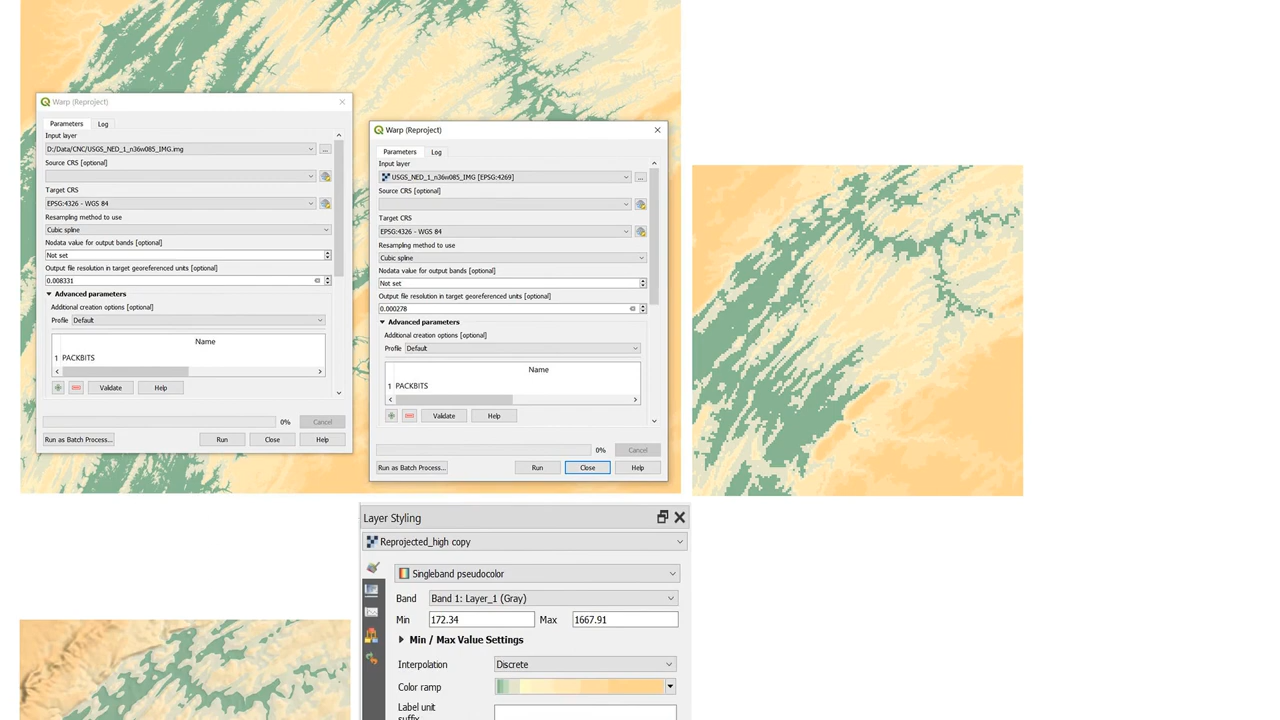 Warp (Reproject)
Parameters Log
Input layer
D:/Data/CNC/USGS_NED_1_n36w085_IMG.img
...
Source CRS [optional]
Target CRS
EPSG:4326 - WGS 84
Resampling method to use
Cubic spline
Nodata value for output bands [optional]
Not set
Output file resolution in target georeferenced units [optional]
0.008331
Advanced parameters
Additional creation options [optional]
Profile Default
Name
1 PACKBITS
Validate Help
0% Cancel
Run as Batch Process... Run Close Help
Warp (Reproject)
Parameters Log
Input layer
USGS_NED_1_n36w085_IMG [EPSG:4269]
...
Source CRS [optional]
Target CRS
EPSG:4326 - WGS 84
Resampling method to use
Cubic spline
Nodata value for output bands [optional]
Not set
Output file resolution in target georeferenced units [optional]
0.000278
Advanced parameters
Additional creation options [optional]
Profile Default
Name
1 PACKBITS
Validate Help
0% Cancel
Run as Batch Process... Run Close Help
Layer Styling
Reprojected_high copy
Singleband pseudocolor
Band Band 1: Layer_1 (Gray)
Min 172.34 Max 1667.91
Min / Max Value Settings
Interpolation Discrete
Color ramp
Label unit
suffix